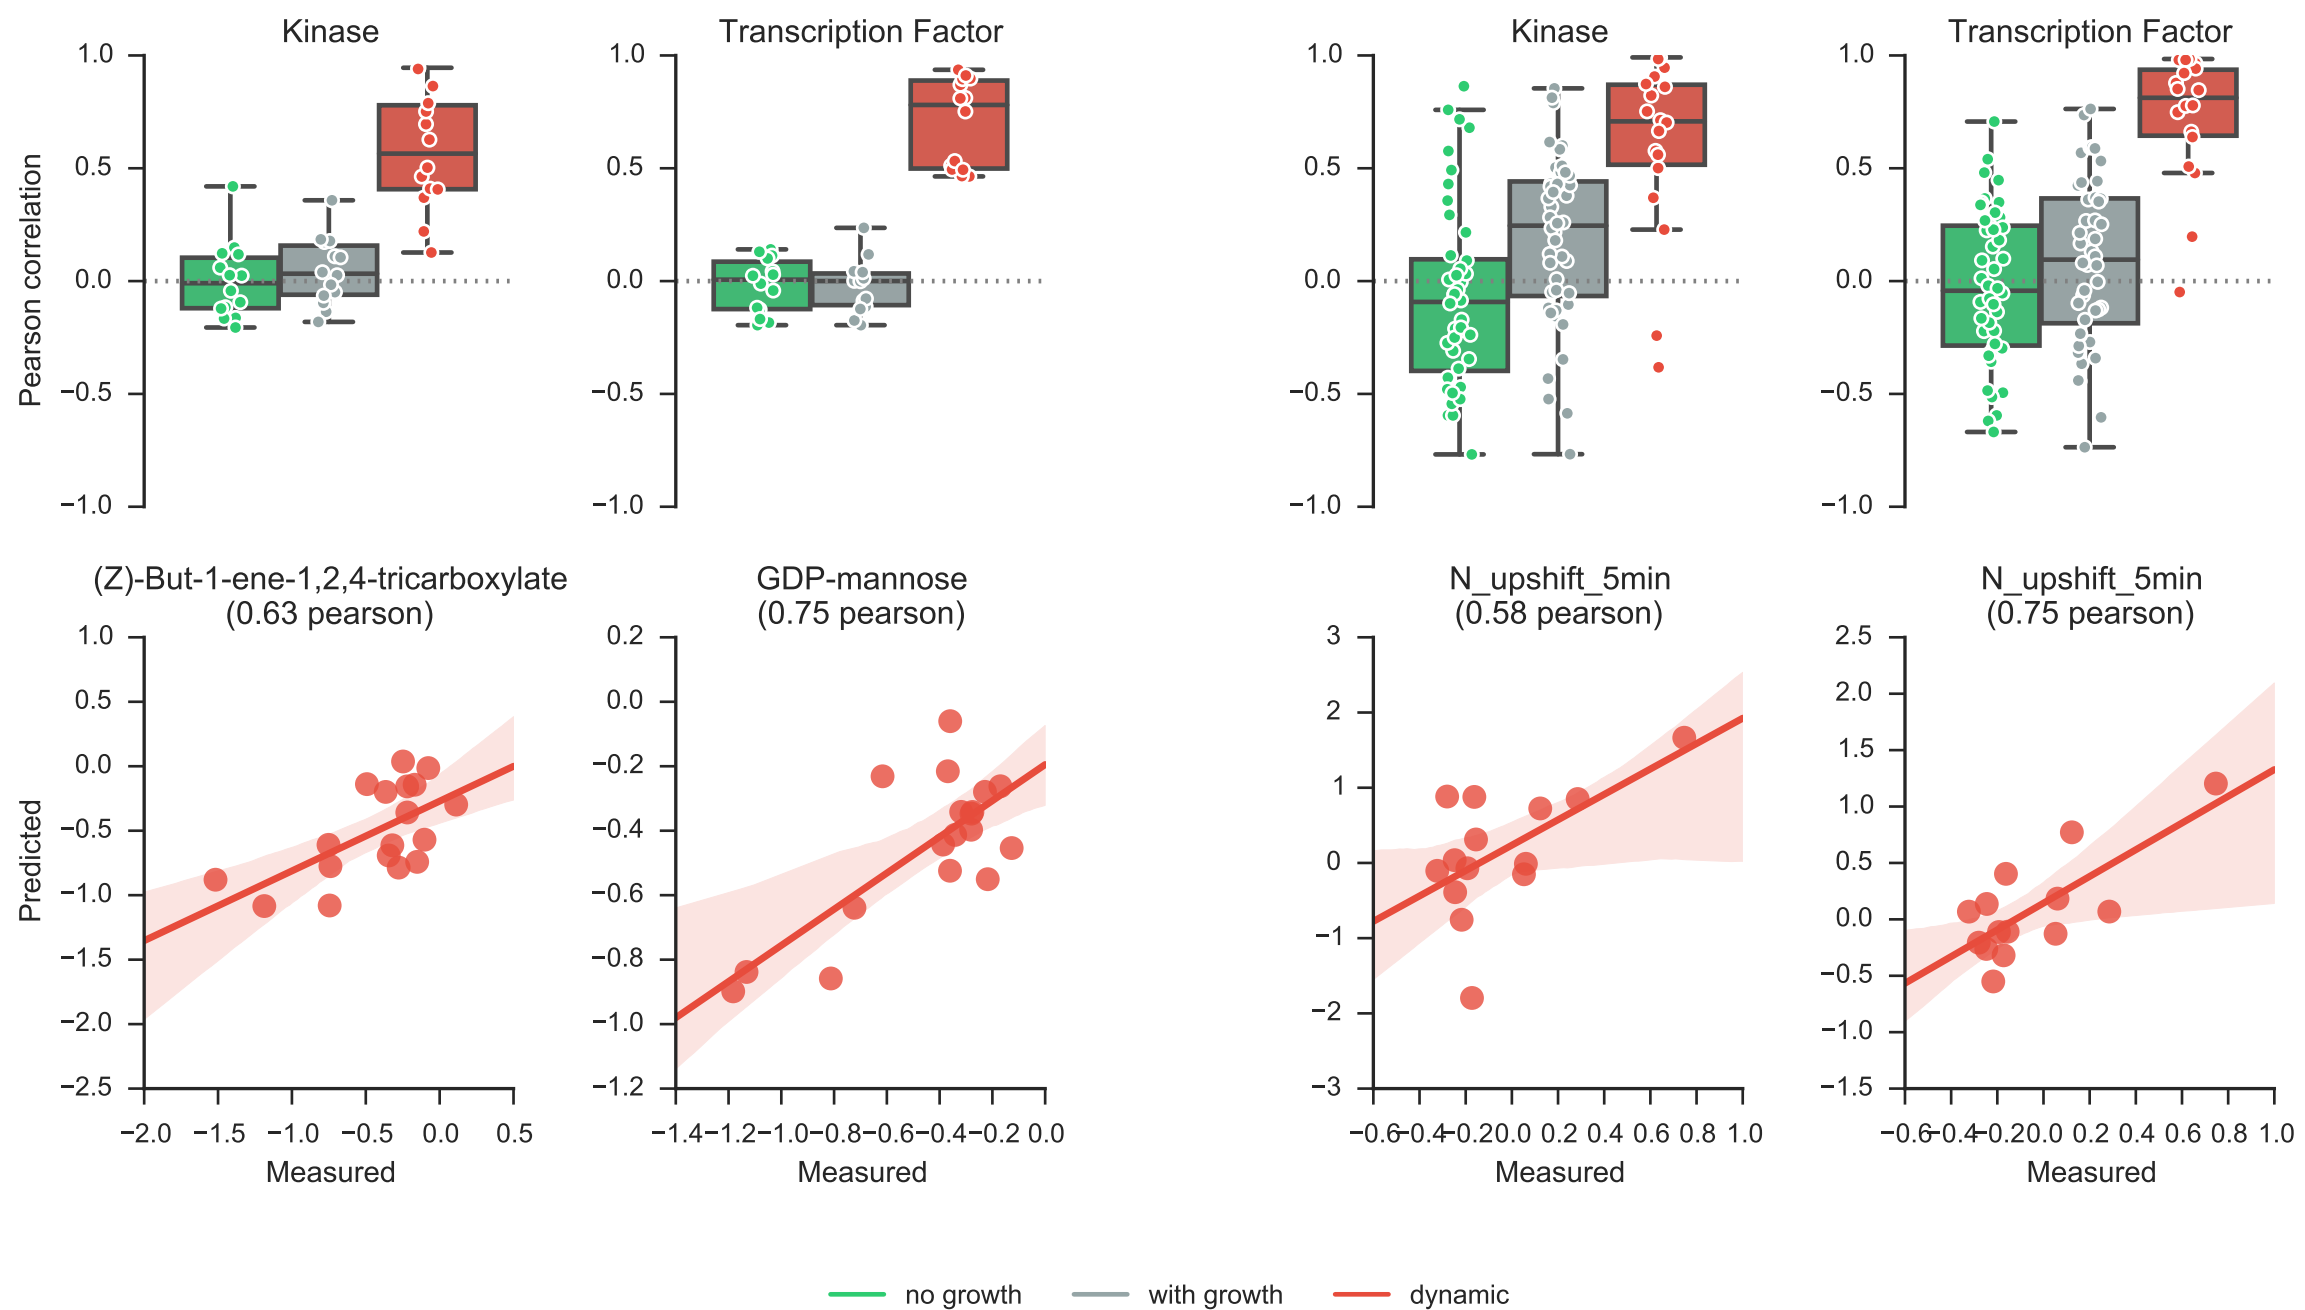 Kinase
Transcription Factor
Kinase
Transcription Factor
Pearson correlation
1.0
0.5
0.0
−0.5
−1.0
1.0
0.5
0.0
−0.5
−1.0
1.0
0.5
0.0
−0.5
−1.0
1.0
0.5
0.0
−0.5
−1.0
(Z)-But-1-ene-1,2,4-tricarboxylate
(0.63 pearson)
Predicted
1.0
0.5
0.0
−0.5
−1.0
−1.5
−2.0
−2.5
−2.0 −1.5 −1.0 −0.5 0.0 0.5
Measured
GDP-mannose
(0.75 pearson)
0.2
0.0
−0.2
−0.4
−0.6
−0.8
−1.0
−1.2
−1.4 −1.2 −1.0 −0.8 −0.6 −0.4 −0.2 0.0
Measured
N_upshift_5min
(0.58 pearson)
3
2
1
0
−1
−2
−3
−0.6 −0.4 −0.2 0.0 0.2 0.4 0.6 0.8 1.0
Measured
N_upshift_5min
(0.75 pearson)
2.5
2.0
1.5
1.0
0.5
0.0
−0.5
−1.0
−1.5
−0.6 −0.4 −0.2 0.0 0.2 0.4 0.6 0.8 1.0
Measured
no growth with growth dynamic